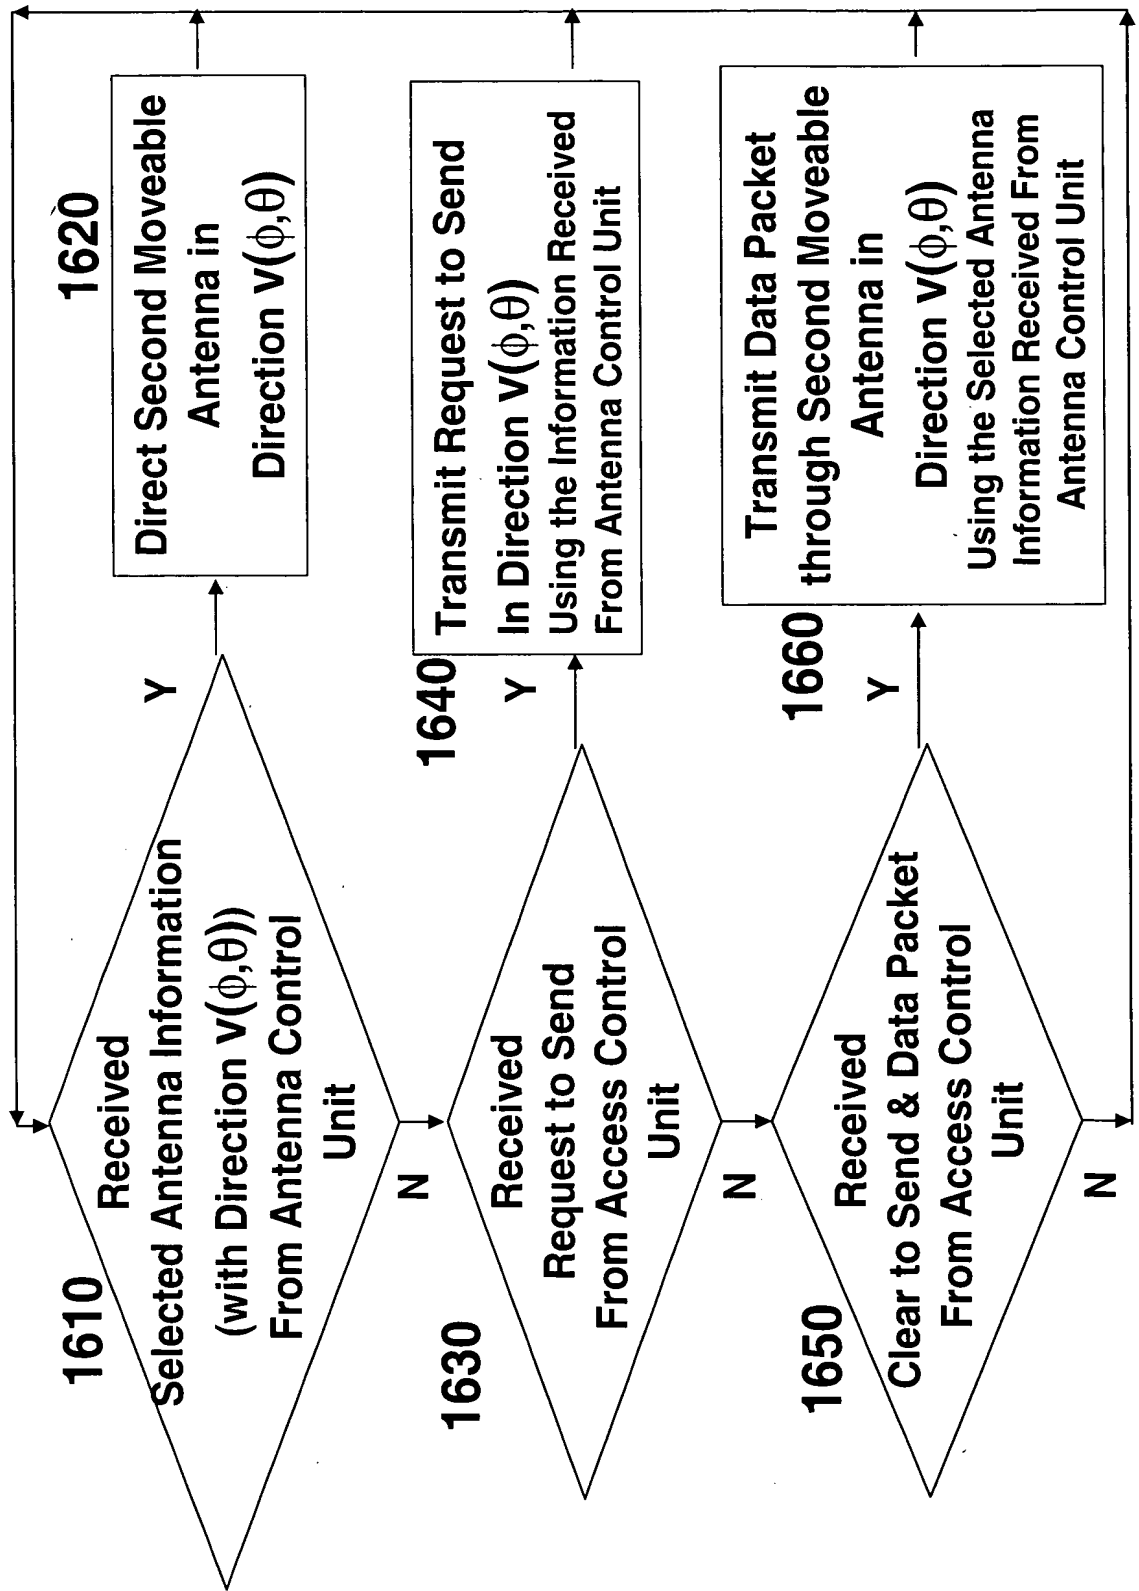 1610
Received
Selected Antenna Information
(with Direction V(ϕ,θ))
From Antenna Control
Unit
Y
N
1620
Direct Second Moveable
Antenna in
Direction V(ϕ,θ)
1630
Received
Request to Send
From Access Control
Unit
Y
N
1640
Transmit Request to Send
In Direction V(ϕ,θ)
Using the Information Received
From Antenna Control Unit
1650
Received
Clear to Send & Data Packet
From Access Control
Unit
Y
N
1660
Transmit Data Packet
through Second Moveable
Antenna in
Direction V(ϕ,θ)
Using the Selected Antenna
Information Received From
Antenna Control Unit